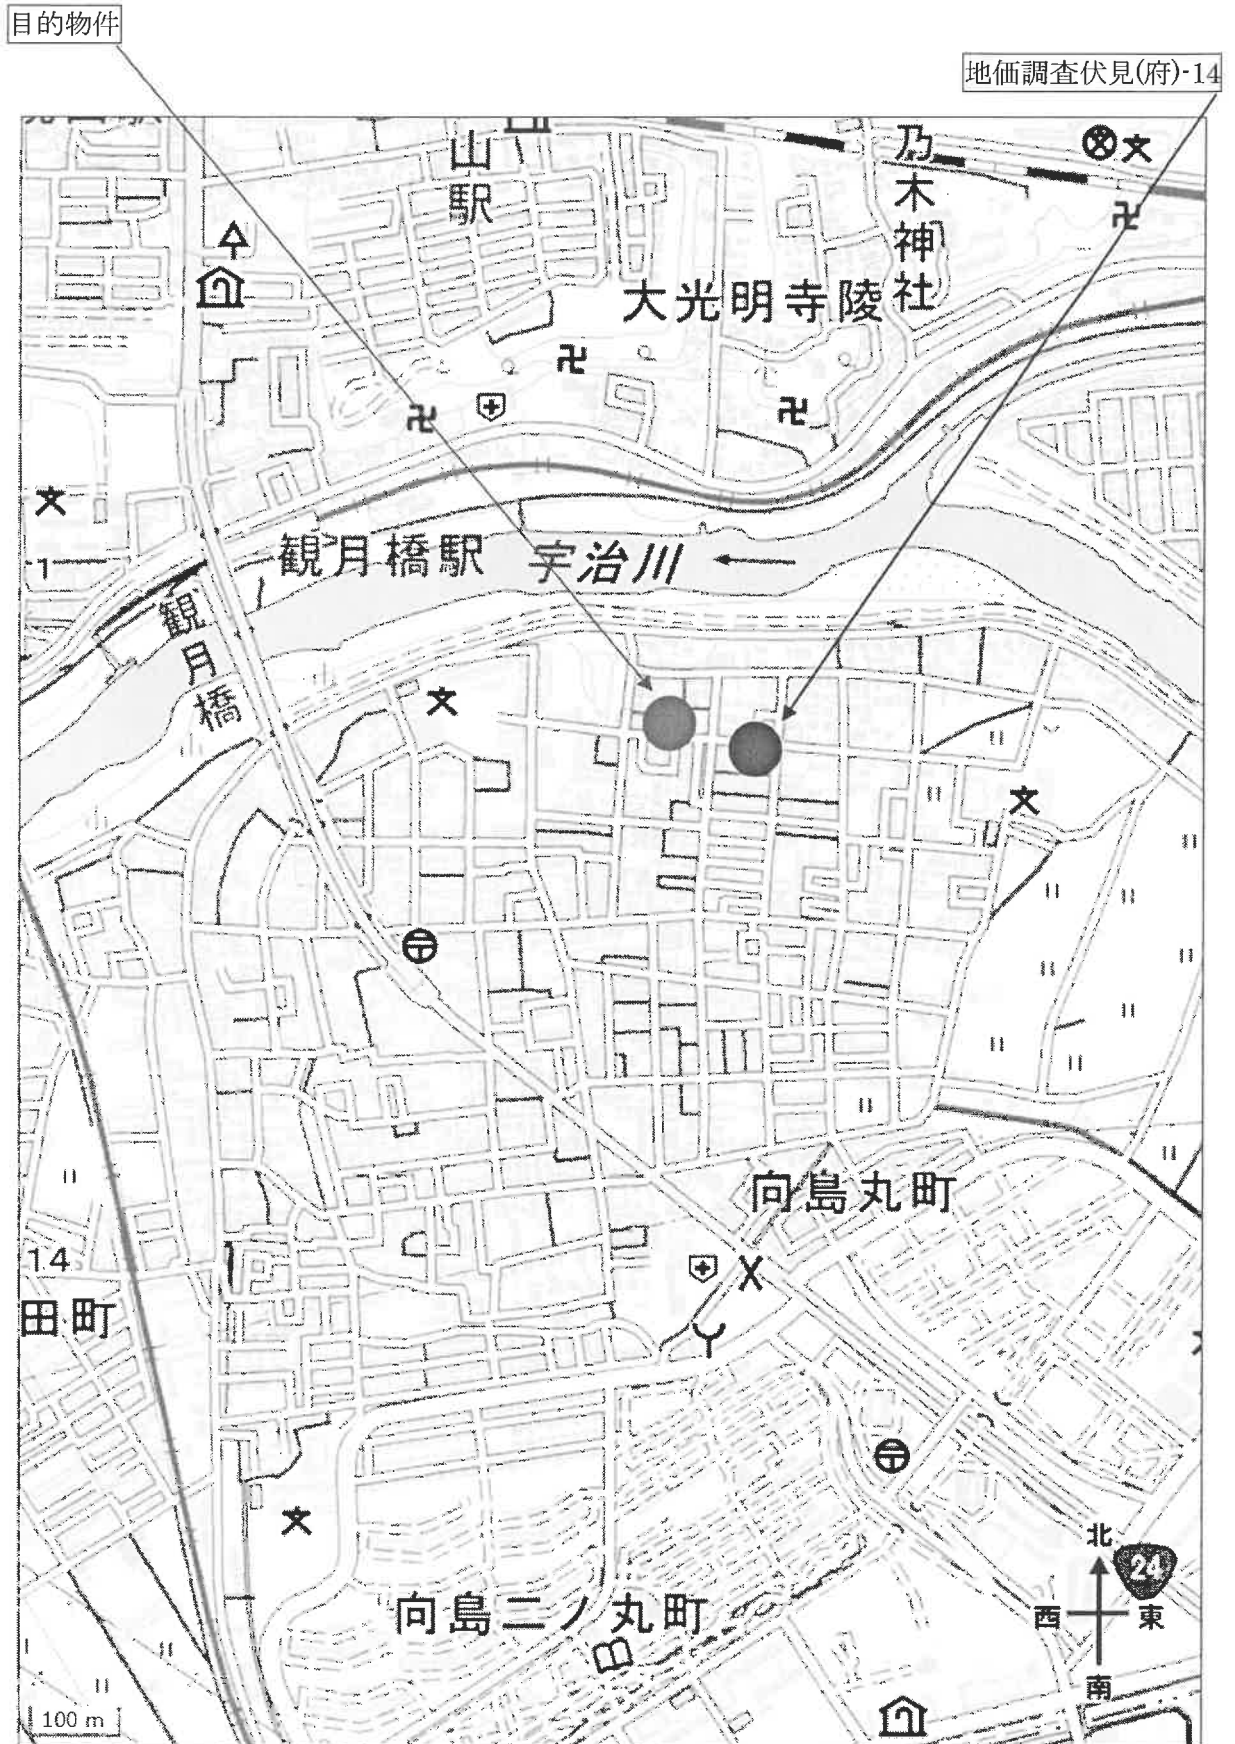 目的物件
地価調査伏見(府)-14
山駅
乃木神社
大光明寺陵
観月橋駅
宇治川
観月橋
向島丸町
14
田町
24
北
西
東
向島二ノ丸町
南
100 m